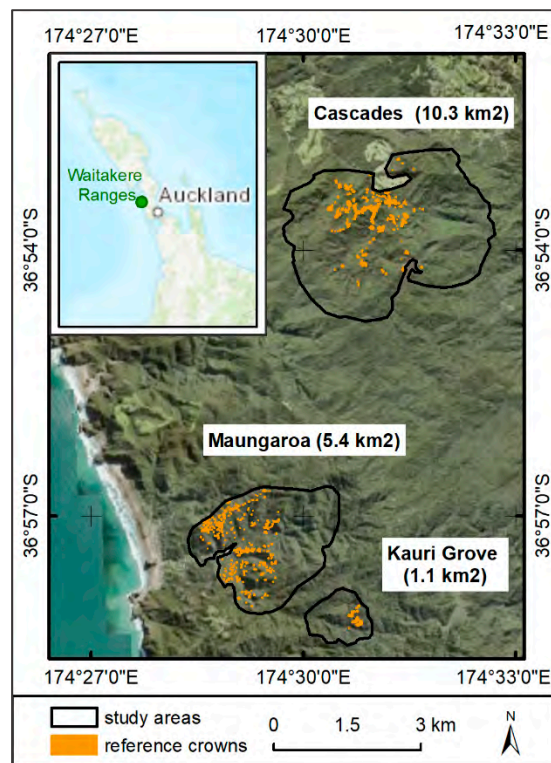 174°27'0"E 174°30'0"E 174°33'0"E
Cascades (10.3 km2)
Waitakere
Ranges
Auckland
36°54'0"S
36°54'0"S
Maungaroa (5.4 km2)
36°57'0"S
36°57'0"S
Kauri Grove
(1.1 km2)
174°27'0"E 174°30'0"E 174°33'0"E
study areas
reference crowns
0 1.5 3 km
N